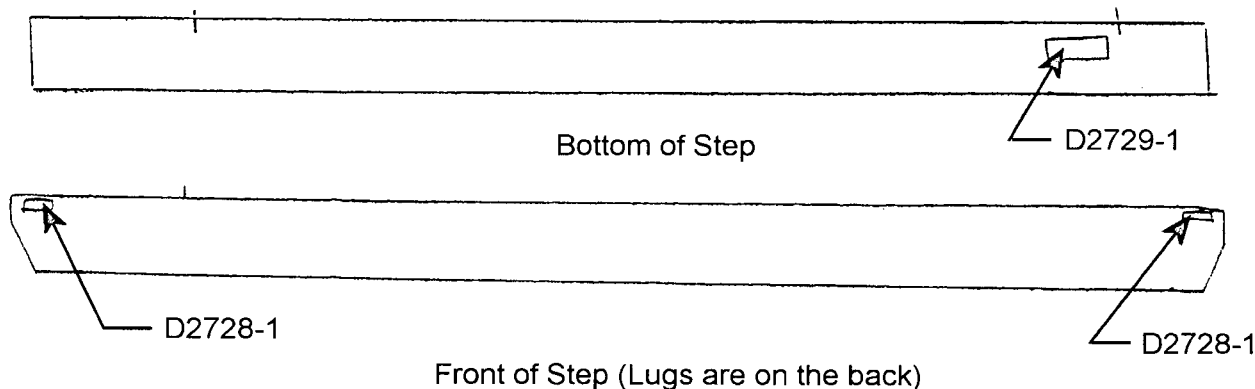 Bottom of Step
D2729-1
D2728-1
D2728-1
Front of Step (Lugs are on the back)